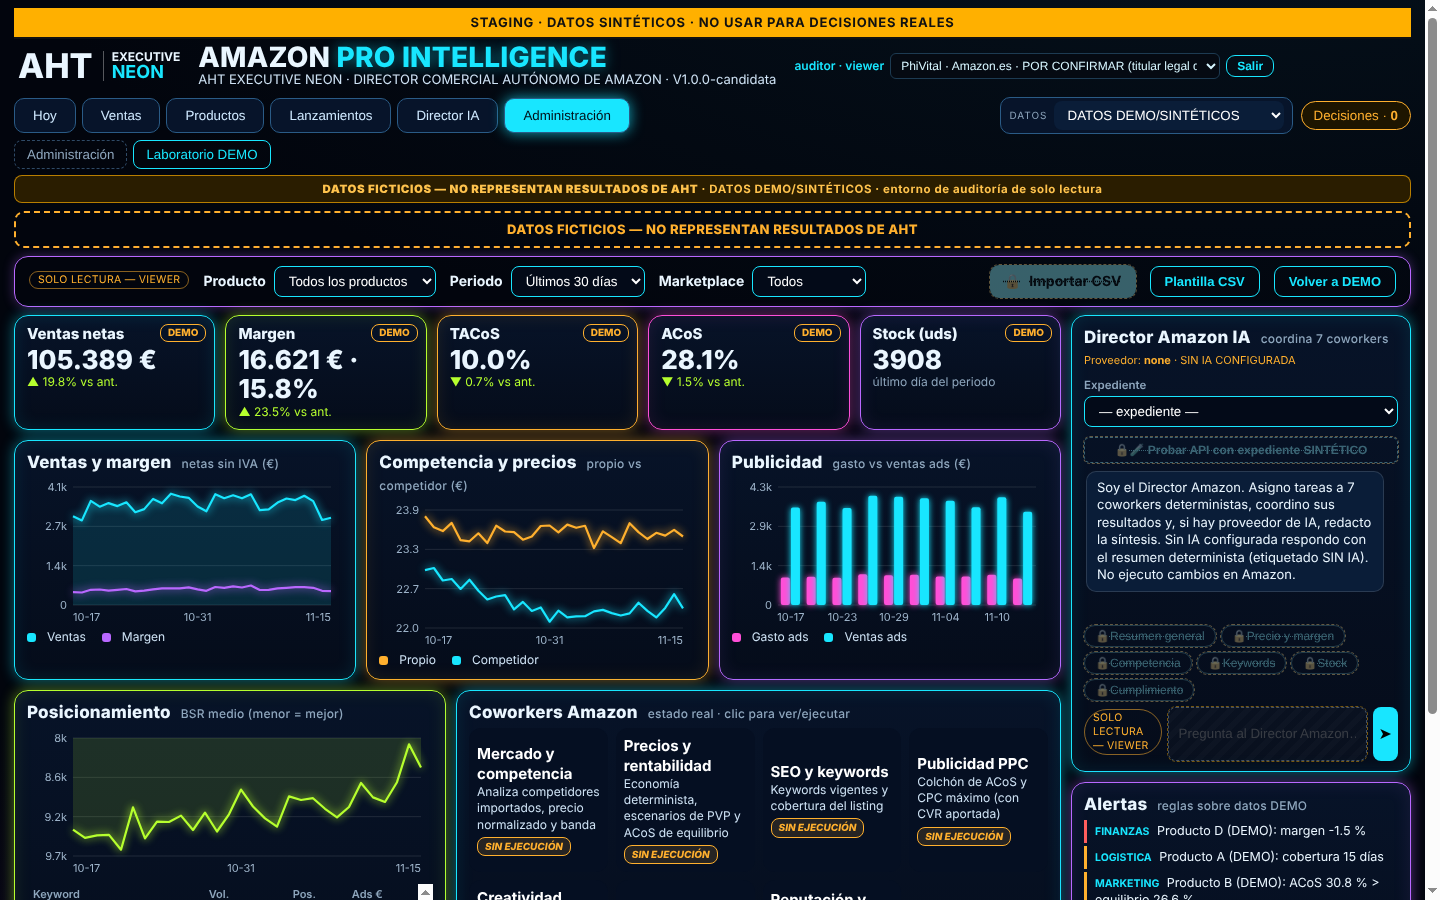 STAGING · DATOS SINTÉTICOS · NO USAR PARA DECISIONES REALES
AHT
EXECUTIVE
NEON
AMAZON PRO INTELLIGENCE
AHT EXECUTIVE NEON · DIRECTOR COMERCIAL AUTÓNOMO DE AMAZON · V1.0.0-candidata
auditor · viewer
PhiVital · Amazon.es · POR CONFIRMAR (titular legal c
Salir
Hoy
Ventas
Productos
Lanzamientos
Director IA
Administración
DATOS
DATOS DEMO/SINTÉTICOS
Decisiones · 0
Administración
Laboratorio DEMO
DATOS FICTICIOS — NO REPRESENTAN RESULTADOS DE AHT · DATOS DEMO/SINTÉTICOS · entorno de auditoría de solo lectura
DATOS FICTICIOS — NO REPRESENTAN RESULTADOS DE AHT
SOLO LECTURA — VIEWER
Producto
Todos los productos
Periodo
Últimos 30 días
Marketplace
Todos
Importar CSV
Plantilla CSV
Volver a DEMO
Ventas netas
DEMO
105.389 €
▲ 19.8% vs ant.
Margen
DEMO
16.621 € ·
15.8%
▲ 23.5% vs ant.
TACoS
DEMO
10.0%
▼ 0.7% vs ant.
ACoS
DEMO
28.1%
▼ 1.5% vs ant.
Stock (uds)
DEMO
3908
último día del periodo
Ventas y margen netas sin IVA (€)
4.1k
2.7k
1.4k
0
10-17
10-31
11-15
Ventas
Margen
Competencia y precios propio vs
competidor (€)
23.9
23.3
22.7
22.0
10-17
10-31
11-15
Propio
Competidor
Publicidad gasto vs ventas ads (€)
4.3k
2.9k
1.4k
0
10-17
10-23
10-29
11-04
11-10
Gasto ads
Ventas ads
Director Amazon IA coordina 7 coworkers
Proveedor: none · SIN IA CONFIGURADA
Expediente
— expediente —
Probar API con expediente SINTÉTICO
Soy el Director Amazon. Asigno tareas a 7
coworkers deterministas, coordino sus
resultados y, si hay proveedor de IA, redacto
la síntesis. Sin IA configurada respondo con
el resumen determinista (etiquetado SIN IA).
No ejecuto cambios en Amazon.
Resumen general
Precio y margen
Competencia
Keywords
Stock
Cumplimiento
SOLO
LECTURA
— VIEWER
Pregunta al Director Amazon...
Posicionamiento BSR medio (menor = mejor)
8k
8.6k
9.2k
9.7k
10-17
10-31
11-15
Keyword
Vol.
Pos.
Ads €
Coworkers Amazon estado real · clic para ver/ejecutar
Mercado y
competencia
Analiza competidores
importados, precio
normalizado y banda
SIN EJECUCIÓN
Precios y
rentabilidad
Economía
determinista,
escenarios de PVP y
ACoS de equilibrio
SIN EJECUCIÓN
SEO y keywords
Keywords vigentes y
cobertura del listing
SIN EJECUCIÓN
Publicidad PPC
Colchón de ACoS y
CPC máximo (con
CVR aportada)
SIN EJECUCIÓN
Creatividad
Reputación y
Alertas reglas sobre datos DEMO
FINANZAS Producto D (DEMO): margen -1.5 %
LOGISTICA Producto A (DEMO): cobertura 15 días
MARKETING Producto B (DEMO): ACoS 30.8 % >
equilibrio 26.6 %